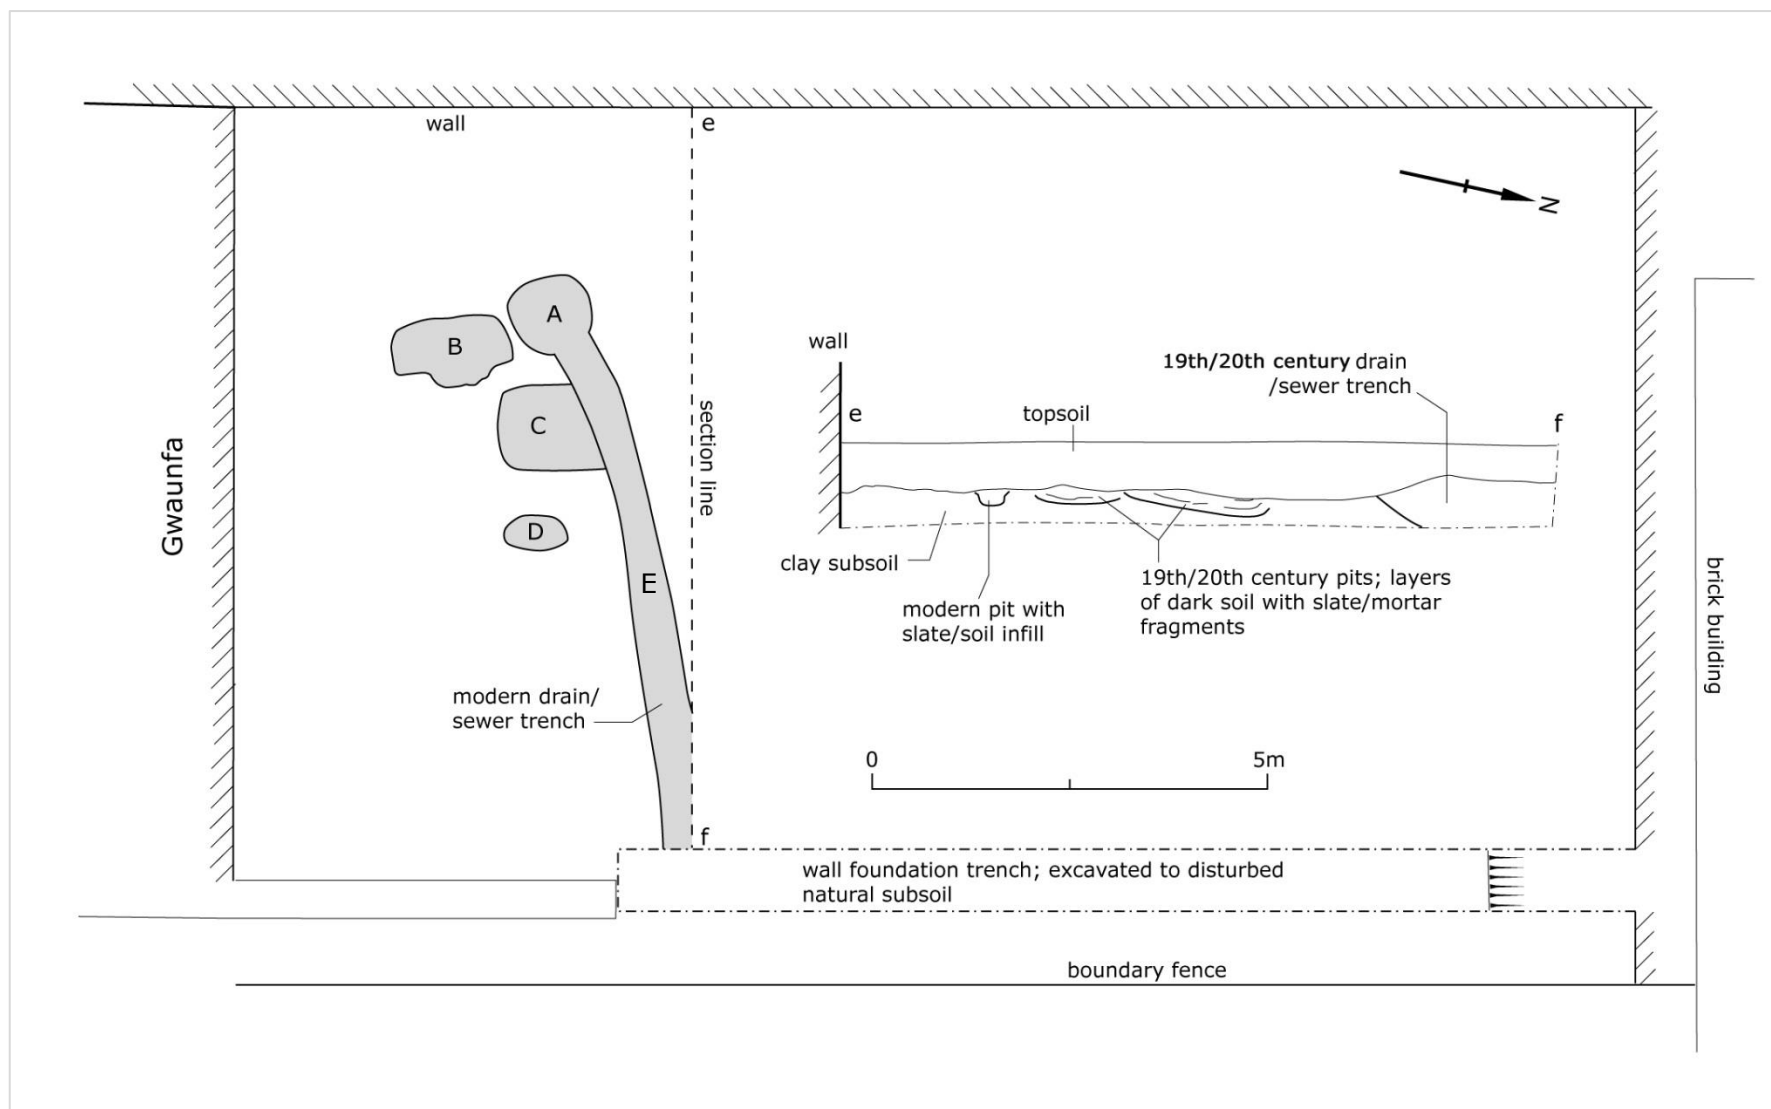 wall
e
N
A
B
C
D
E
Gwaunfa
section line
modern drain/
sewer trench
f
wall
e
topsoil
19th/20th century drain
/sewer trench
f
clay subsoil
modern pit with
slate/soil infill
19th/20th century pits; layers
of dark soil with slate/mortar
fragments
0
5m
brick building
wall foundation trench; excavated to disturbed
natural subsoil
boundary fence